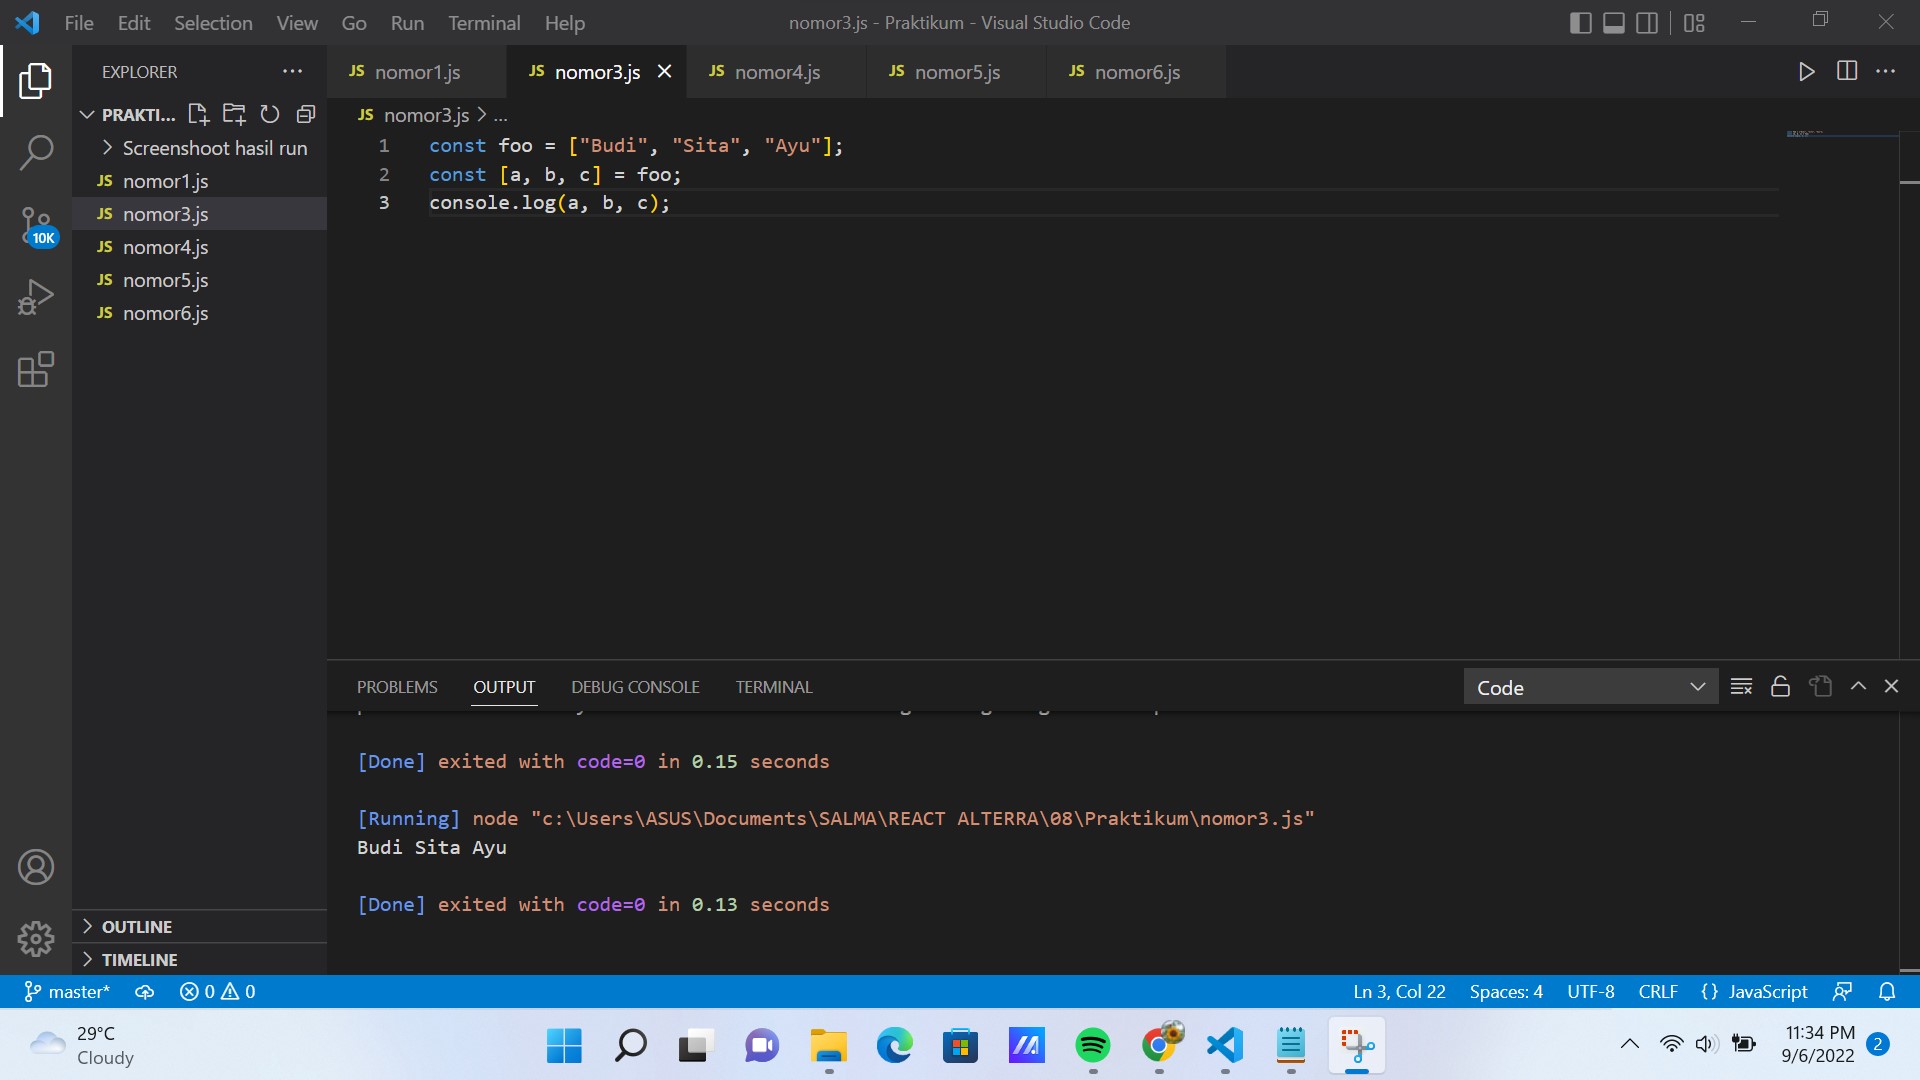 File Edit Selection View Go Run Terminal Help
nomor3.js - Praktikum - Visual Studio Code
EXPLORER
PRAKTI...
Screenshoot hasil run
JS nomor1.js
JS nomor3.js
JS nomor4.js
JS nomor5.js
JS nomor6.js
10K
OUTLINE
TIMELINE
JS nomor1.js JS nomor3.js JS nomor4.js JS nomor5.js JS nomor6.js
JS nomor3.js > ...
1 const foo = ["Budi", "Sita", "Ayu"];
2 const [a, b, c] = foo;
3 console.log(a, b, c);
PROBLEMS OUTPUT DEBUG CONSOLE TERMINAL
Code
[Done] exited with code=0 in 0.15 seconds
[Running] node "c:\Users\ASUS\Documents\SALMA\REACT ALTERRA\08\Praktikum\nomor3.js"
Budi Sita Ayu
[Done] exited with code=0 in 0.13 seconds
master* 0 0
Ln 3, Col 22 Spaces: 4 UTF-8 CRLF {} JavaScript
29°C
Cloudy
11:34 PM
9/6/2022
2